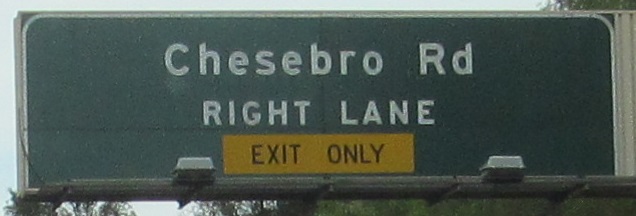 Chesebro Rd
RIGHT LANE
EXIT ONLY